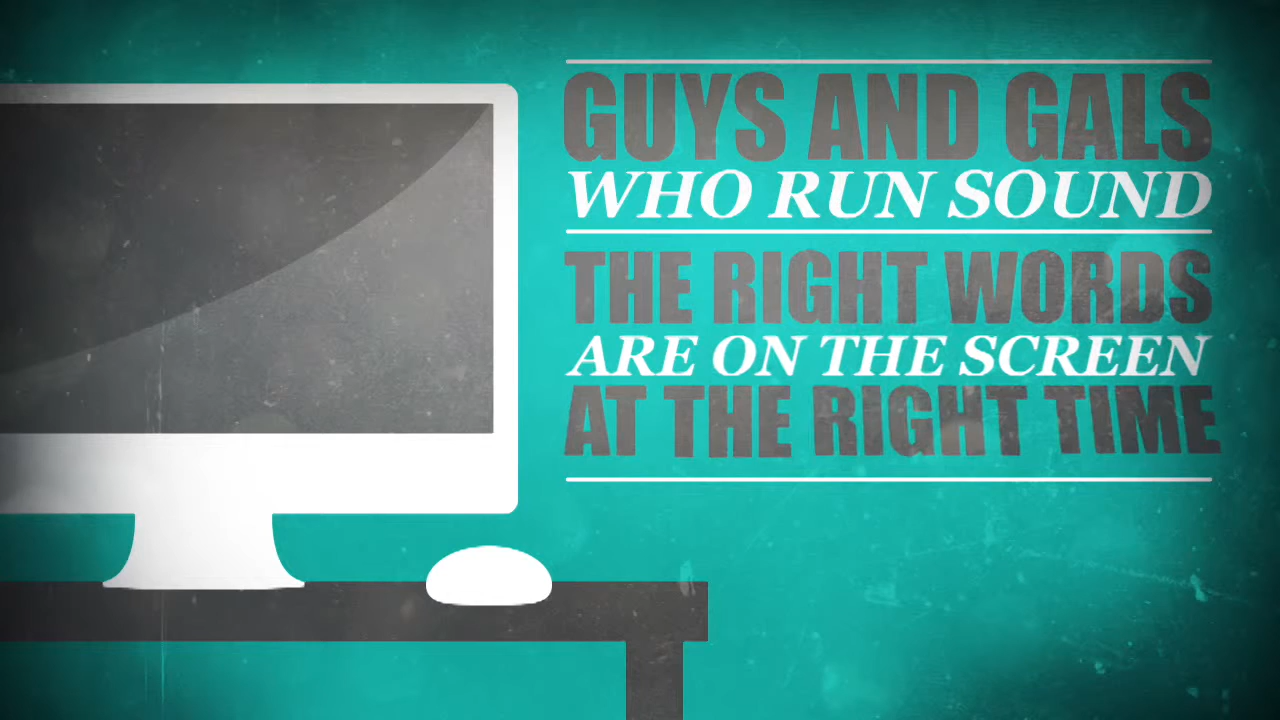 GUYS AND GALS
WHO RUN SOUND
THE RIGHT WORDS
ARE ON THE SCREEN
AT THE RIGHT TIME